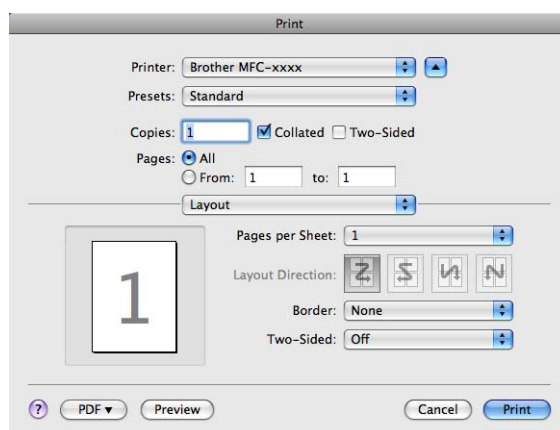 Print
Printer: Brother MFC-xxxx
Presets: Standard
Copies: 1 Collated Two-Sided
Pages: All
From: 1 to: 1
Layout
Pages per Sheet: 1
Layout Direction:
1
Border: None
Two-Sided: Off
? PDF Preview Cancel Print